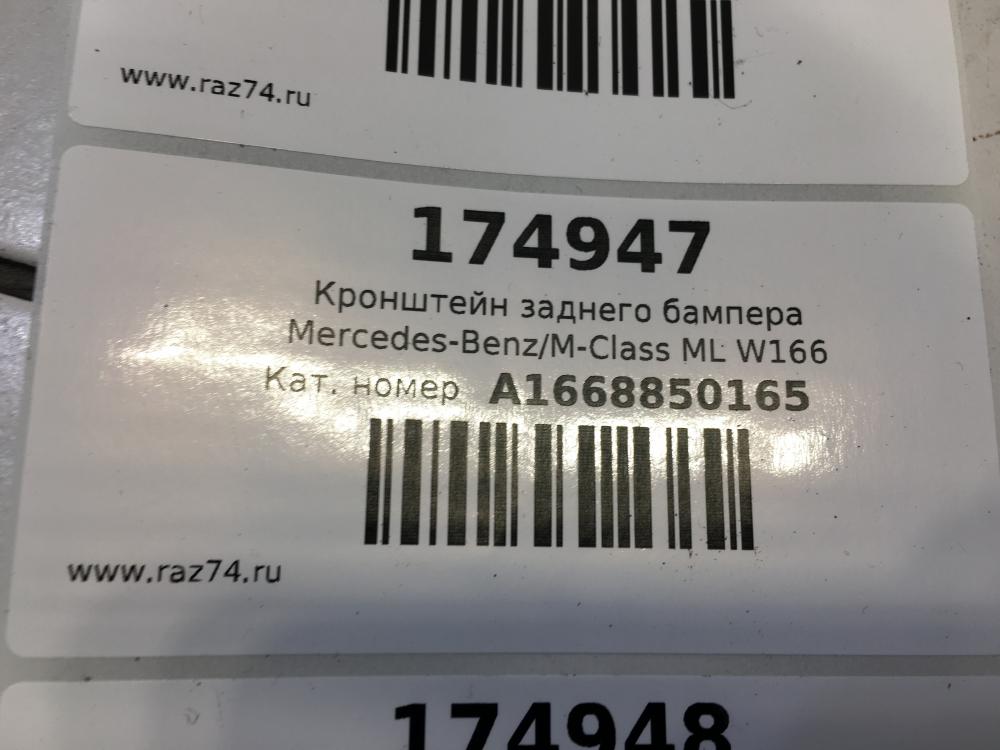 www.raz74.ru
174947
Кронштейн заднего бампера
Mercedes-Benz/M-Class ML W166
Кат. номер A1668850165
www.raz74.ru
174948